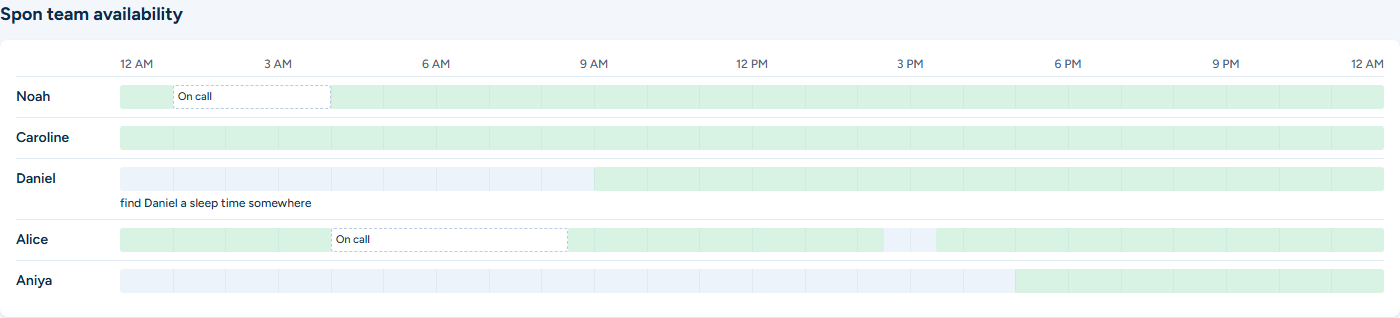 Spon team availability
12 AM 3 AM 6 AM 9 AM 12 PM 3 PM 6 PM 9 PM 12 AM
Noah On call
Caroline
Daniel
find Daniel a sleep time somewhere
Alice On call
Aniya